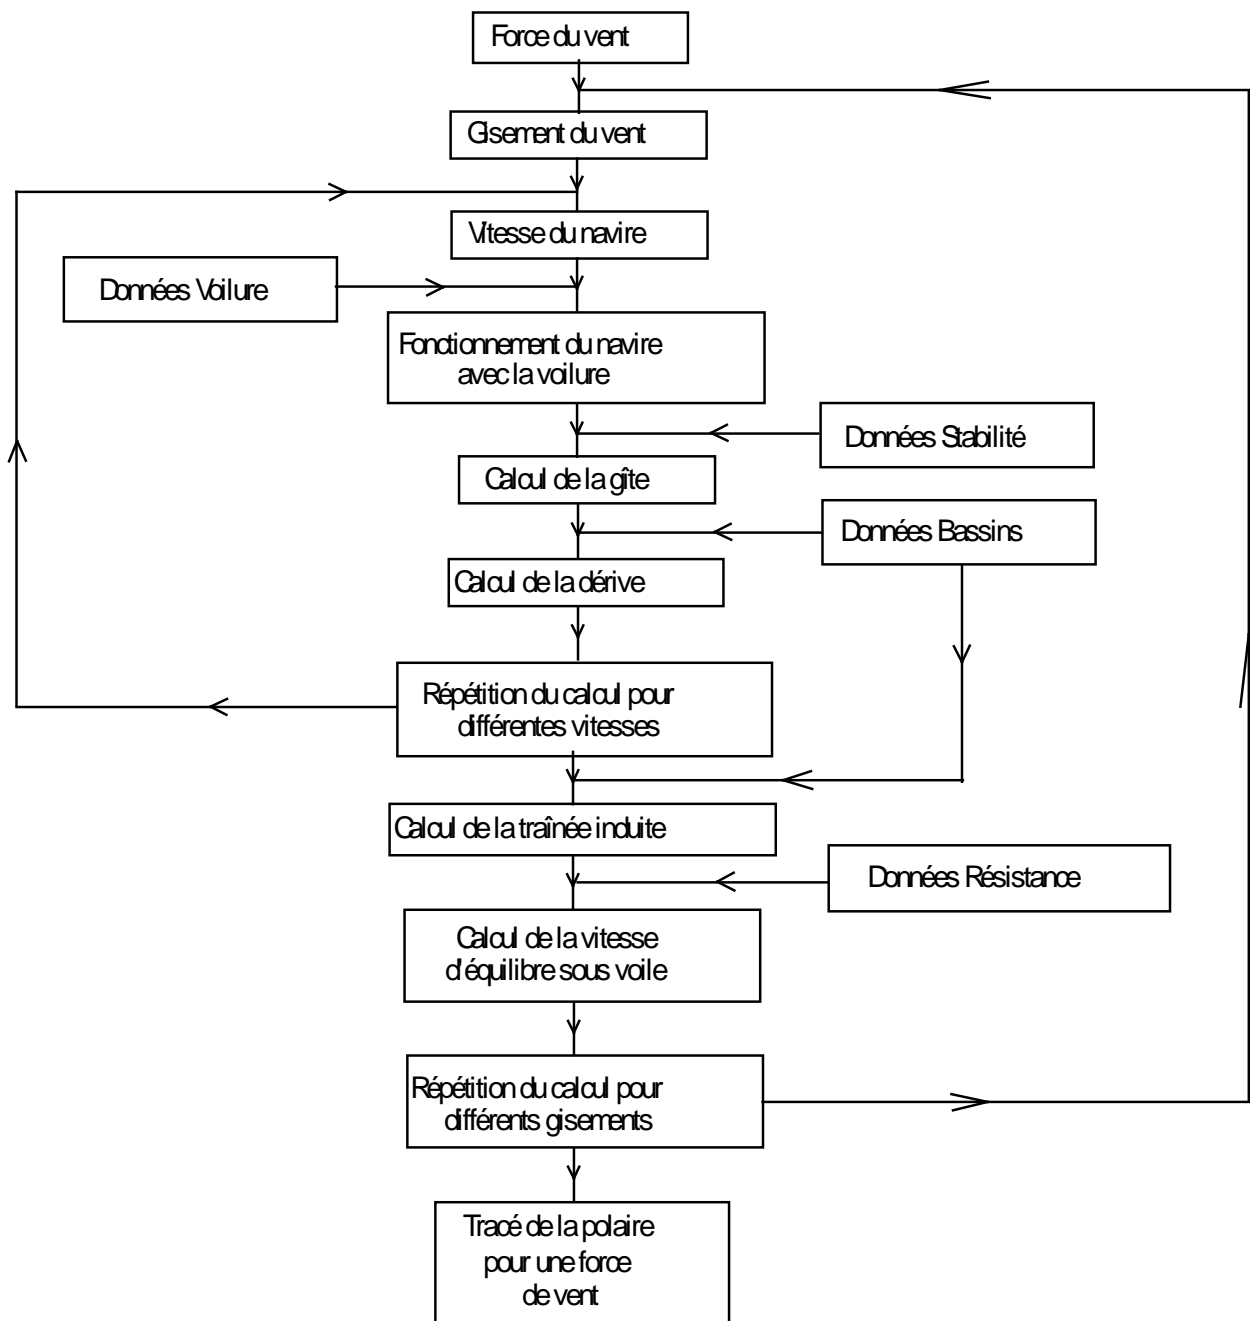 Force du vent
Gisement du vent
Vitesse du navire
Données Voilure
Fonctionnement du navire
avec la voilure
Données Stabilité
Calcul de la gîte
Données Bassins
Calcul de la dérive
Répétition du calcul pour
différentes vitesses
Calcul de la traînée induite
Données Résistance
Calcul de la vitesse
d'équilibre sous voile
Répétition du calcul pour
différents gisements
Tracé de la polaire
pour une force
de vent